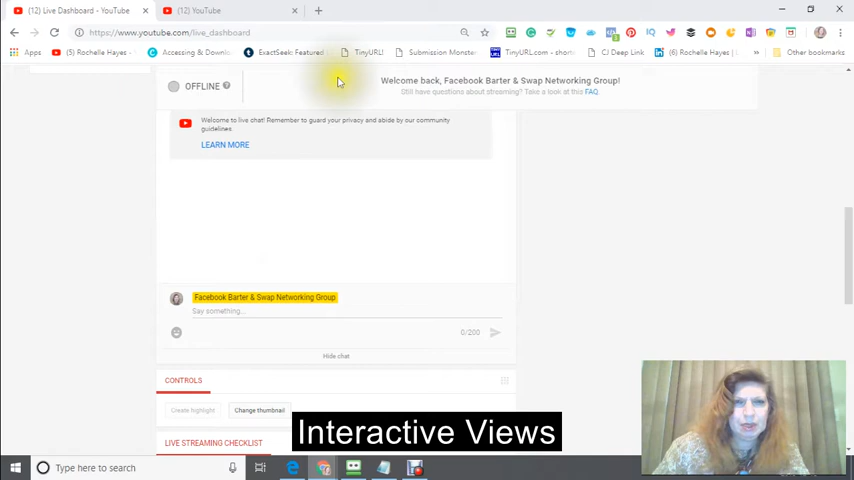 (12) Live Dashboard - YouTube
(12) YouTube
https://www.youtube.com/live_dashboard
Apps
(5) Rochelle Hayes
Accessing & Downlo
ExactSeek: Featured
TinyURL!
Submission Monster
TinyURL.com - short
CJ Deep Link
(6) Rochelle Hayes
»
Other bookmarks
OFFLINE
Welcome back, Facebook Barter & Swap Networking Group!
Still have questions about streaming? Take a look at this FAQ.
Welcome to live chat! Remember to guard your privacy and abide by our community
guidelines.
LEARN MORE
Facebook Barter & Swap Networking Group
Say something...
0/200
Hide chat
CONTROLS
Create highlight
Change thumbnail
LIVE STREAMING CHECKLIST
Interactive Views
Type here to search